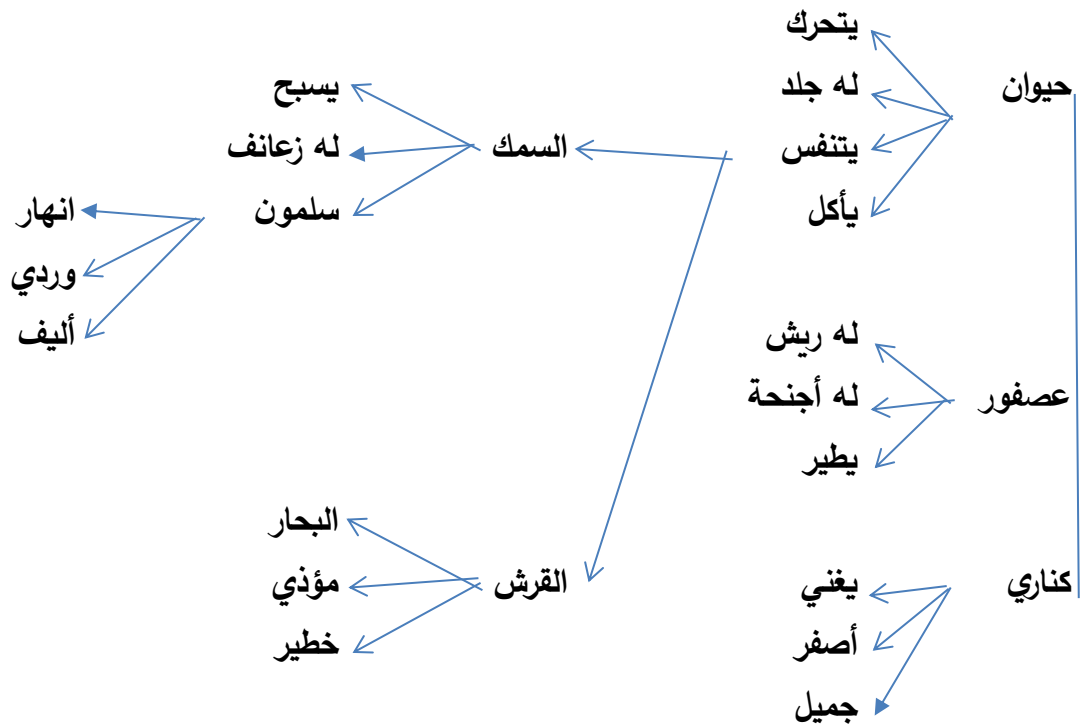 حيوان
يتحرك
له جلد
يتنفس
يأكل
السمك
يسبح
له زعانف
سلمون
انهار
وردي
أليف
عصفور
له ريش
له أجنحة
يطير
كناري
يغني
أصفر
جميل
القرش
البحار
مؤذي
خطير